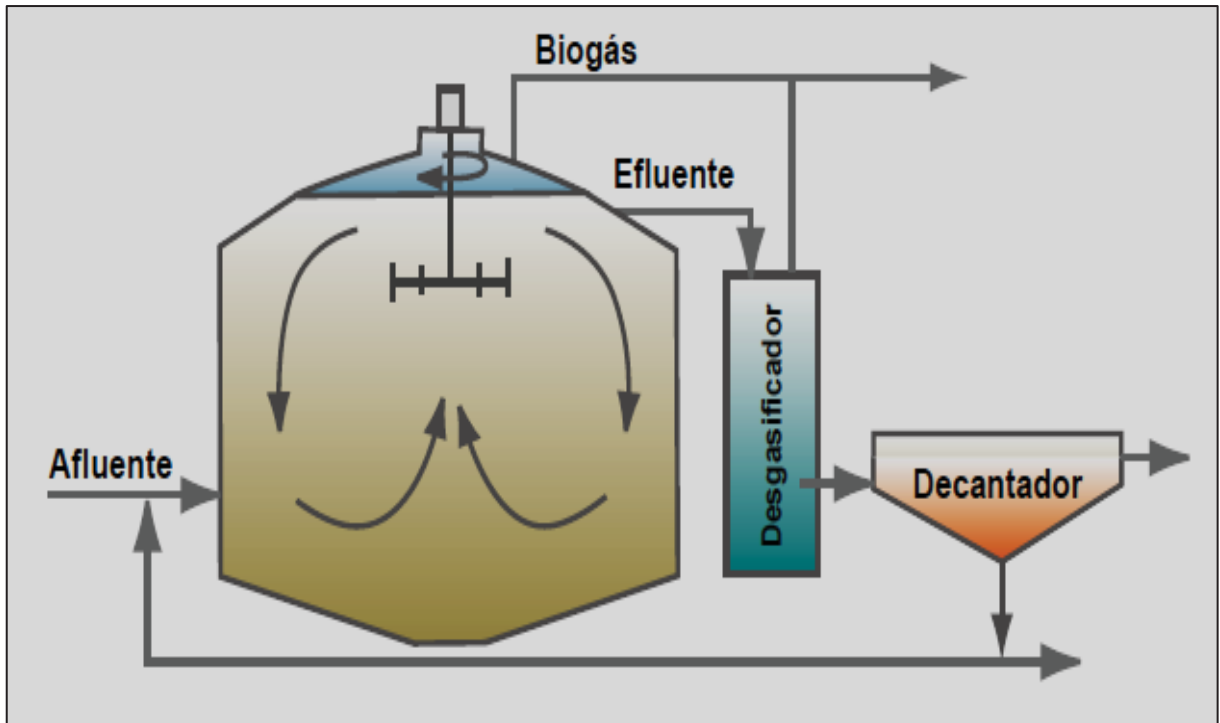 Biogás
Efluente
Afluente
Desgasificador
Decantador